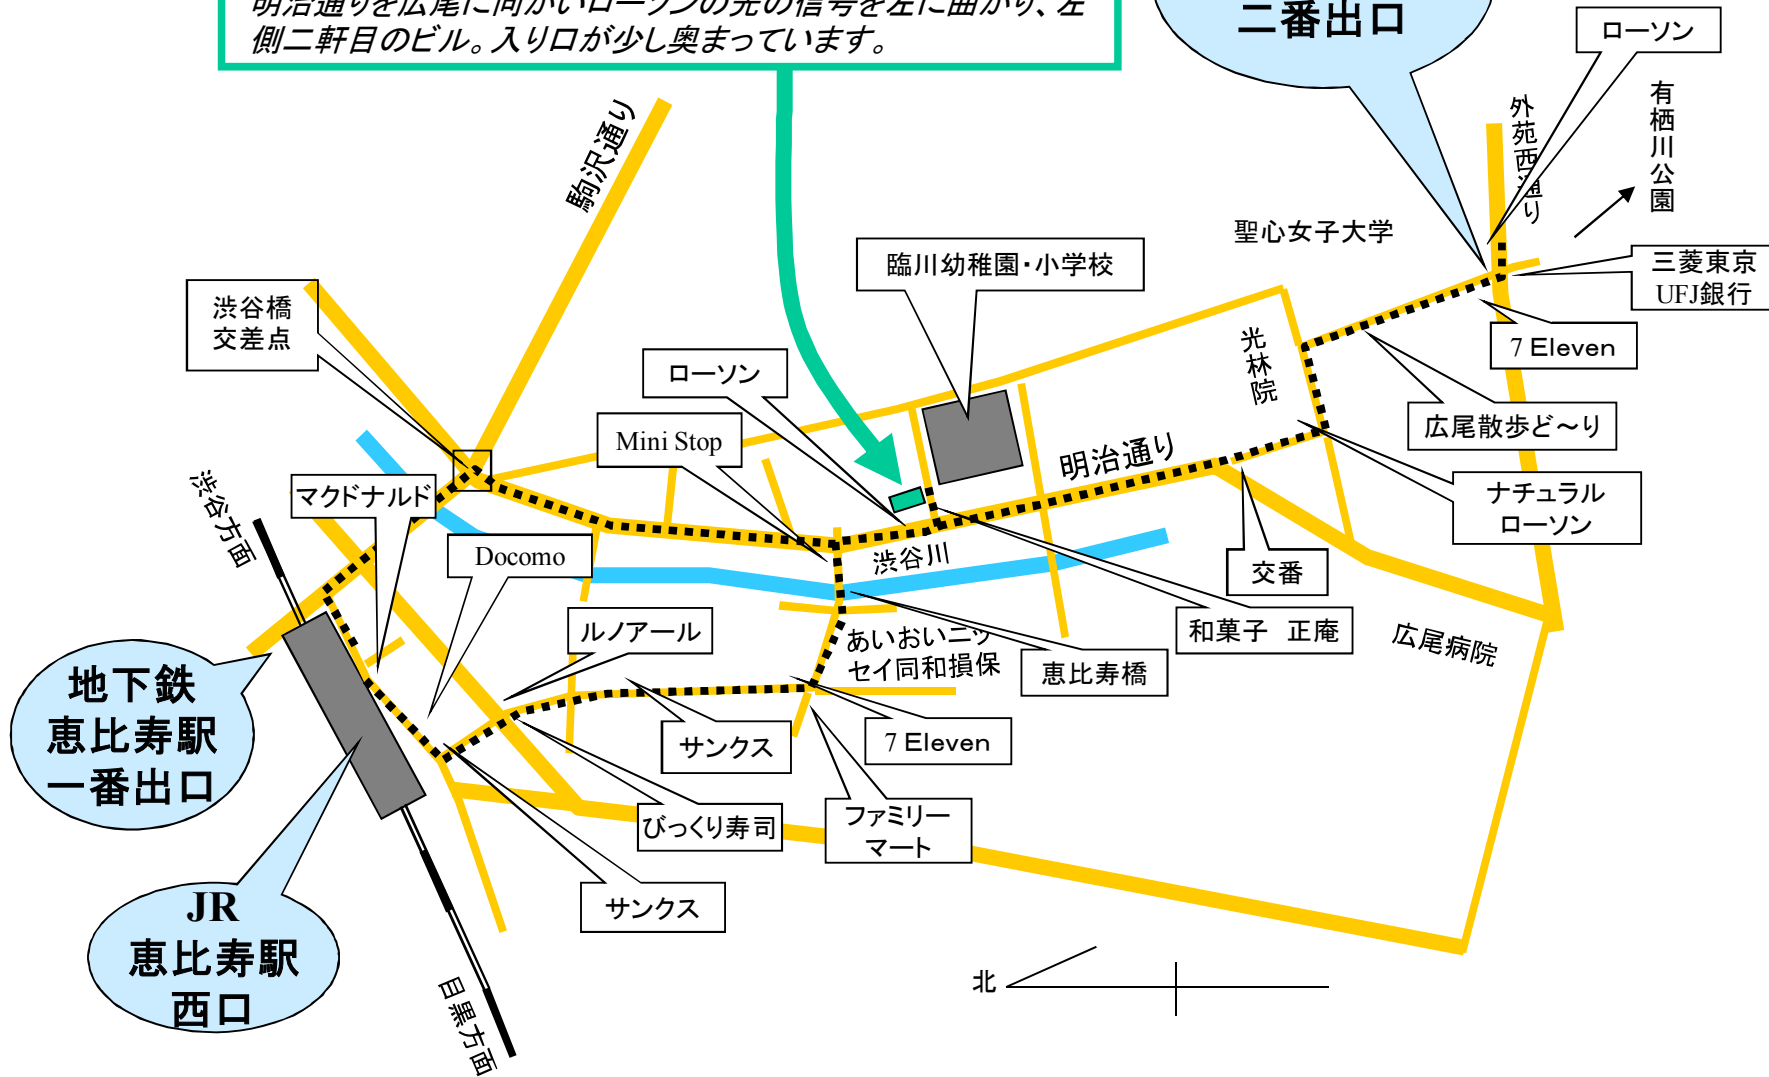 明治通りを広尾に向かいローソンの先の信号を左に曲がり、左
側二軒目のビル。入り口が少し奥まっています。
二番出口
ローソン
外苑西通り
有栖川公園
駒沢通り
聖心女子大学
臨川幼稚園・小学校
三菱東京
UFJ銀行
渋谷橋
交差点
7 Eleven
光林院
ローソン
広尾散歩ど～り
Mini Stop
明治通り
渋谷方面
マクドナルド
ナチュラル
ローソン
Docomo
渋谷川
交番
ルノアール
あいおいニッ
セイ同和損保
和菓子 正庵
広尾病院
恵比寿橋
地下鉄
恵比寿駅
一番出口
サンクス
7 Eleven
びっくり寿司
ファミリー
マート
JR
恵比寿駅
西口
サンクス
目黒方面
北